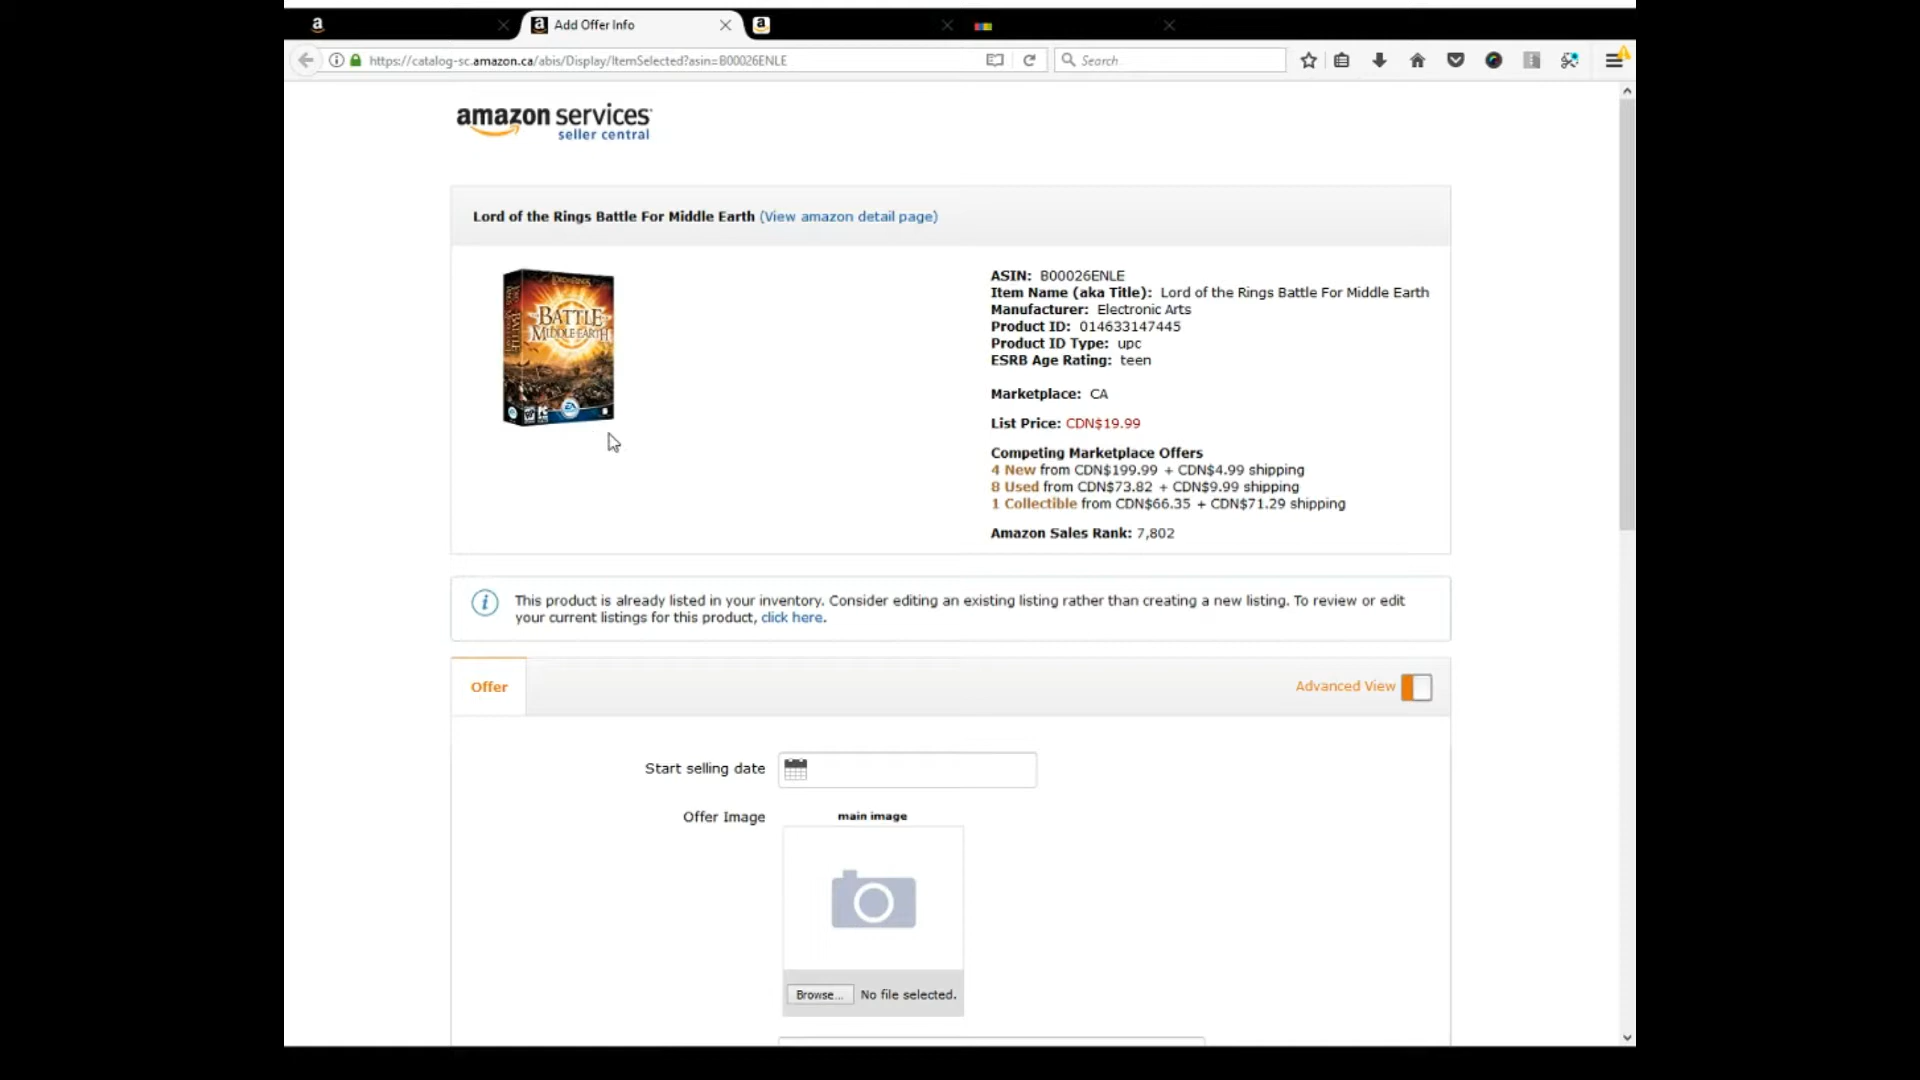 Add Offer Info
https://catalog-sc.amazon.ca/abis/Display/ItemSelected?asin=B00026ENLE
Search
amazon services
seller central
Lord of the Rings Battle For Middle Earth (View amazon detail page)
BATTLE
MIDDLE-EARTH
EA
ASIN: B00026ENLE
Item Name (aka Title): Lord of the Rings Battle For Middle Earth
Manufacturer: Electronic Arts
Product ID: 014633147445
Product ID Type: upc
ESRB Age Rating: teen
Marketplace: CA
List Price: CDN$19.99
Competing Marketplace Offers
4 New from CDN$199.99 + CDN$4.99 shipping
8 Used from CDN$73.82 + CDN$9.99 shipping
1 Collectible from CDN$66.35 + CDN$71.29 shipping
Amazon Sales Rank: 7,802
This product is already listed in your inventory. Consider editing an existing listing rather than creating a new listing. To review or edit
your current listings for this product, click here.
Offer
Advanced View
Start selling date
Offer Image
main image
Browse... No file selected.